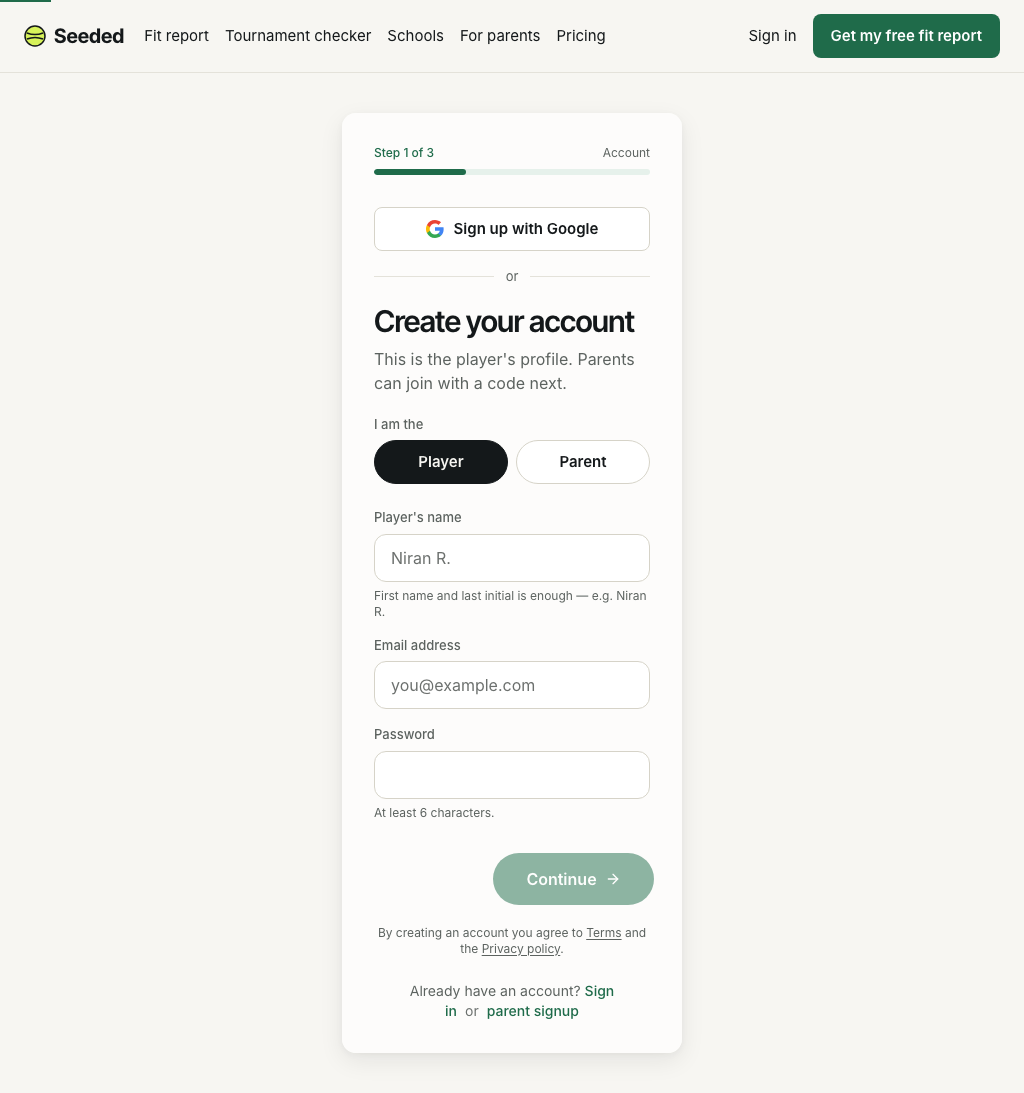 Seeded
Fit report
Tournament checker
Schools
For parents
Pricing
Sign in
Get my free fit report
Step 1 of 3
Account
Sign up with Google
or
Create your account
This is the player's profile. Parents
can join with a code next.
I am the
Player
Parent
Player's name
Niran R.
First name and last initial is enough — e.g. Niran
R.
Email address
you@example.com
Password
At least 6 characters.
Continue →
By creating an account you agree to Terms and
the Privacy policy.
Already have an account? Sign
in or parent signup